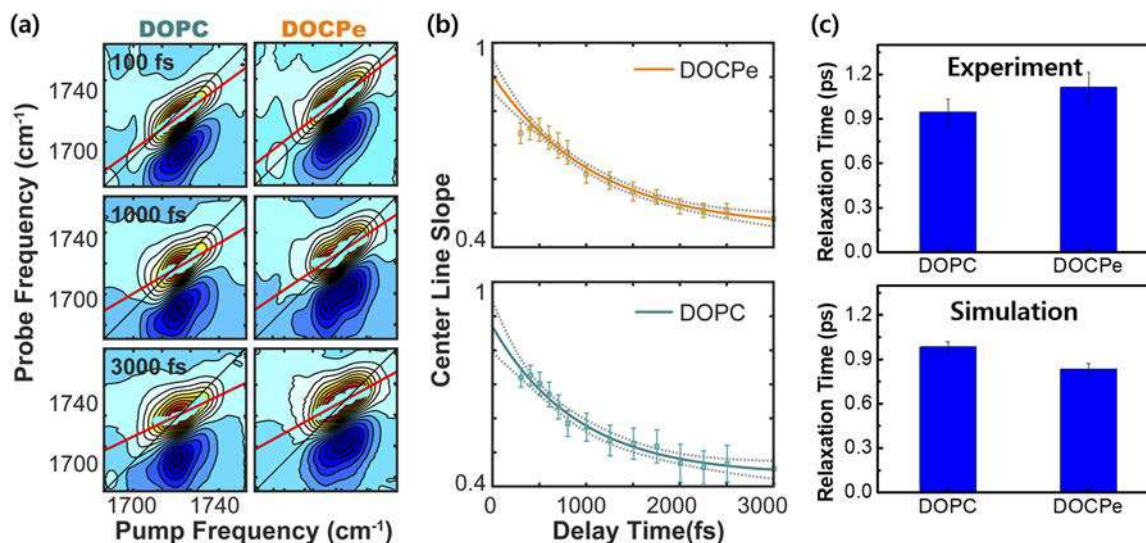 (a)
DOPC
DOCPe
100 fs
1740
1700
1000 fs
1740
1700
3000 fs
1740
1700
1700
1740
1700
1740
Probe Frequency (cm-1)
Pump Frequency (cm-1)
(b)
1
DOCPe
0.4
1
DOPC
0.4
Center Line Slope
0
1000
2000
3000
Delay Time(fs)
(c)
Experiment
1.2
0.9
0.6
0.3
0.0
Relaxation Time (ps)
DOPC
DOCPe
Simulation
1.2
0.9
0.6
0.3
0.0
Relaxation Time (ps)
DOPC
DOCPe